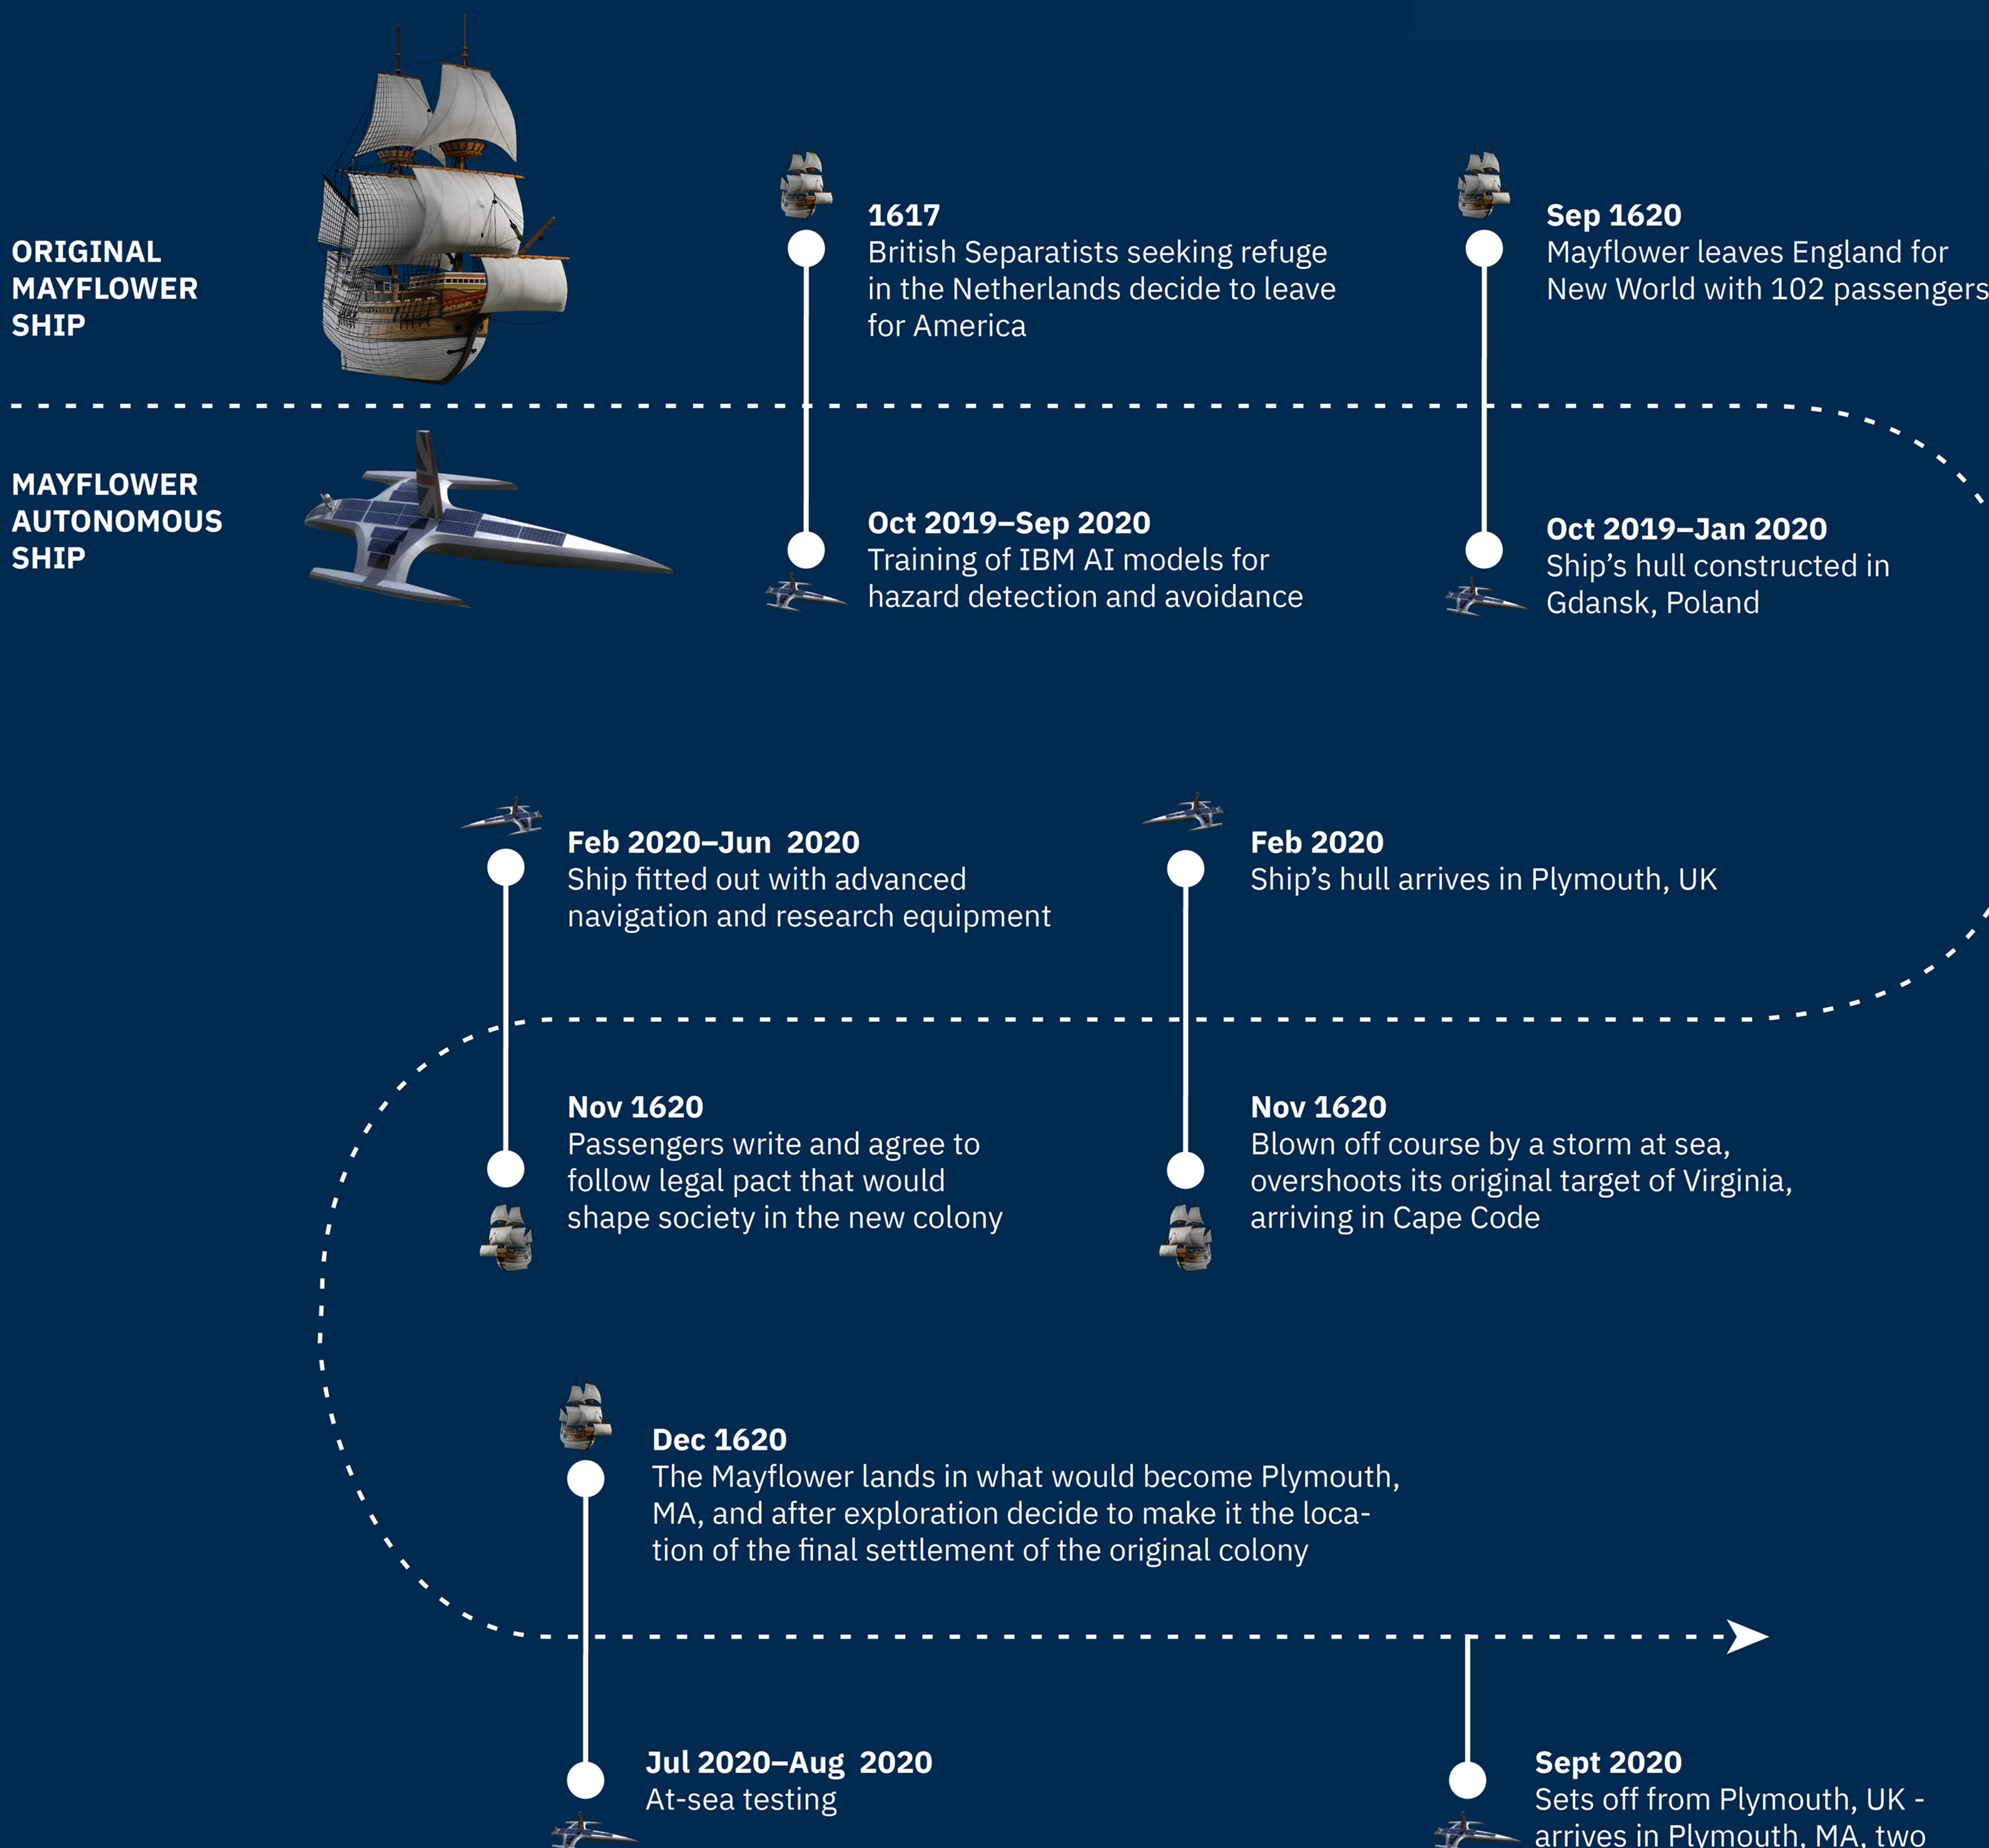 ORIGINAL
MAYFLOWER
SHIP
1617
British Separatists seeking refuge
in the Netherlands decide to leave
for America
Sep 1620
Mayflower leaves England for
New World with 102 passengers
MAYFLOWER
AUTONOMOUS
SHIP
Oct 2019–Sep 2020
Training of IBM AI models for
hazard detection and avoidance
Oct 2019–Jan 2020
Ship’s hull constructed in
Gdansk, Poland
Feb 2020–Jun 2020
Ship fitted out with advanced
navigation and research equipment
Feb 2020
Ship’s hull arrives in Plymouth, UK
Nov 1620
Passengers write and agree to
follow legal pact that would
shape society in the new colony
Nov 1620
Blown off course by a storm at sea,
overshoots its original target of Virginia,
arriving in Cape Code
Dec 1620
The Mayflower lands in what would become Plymouth,
MA, and after exploration decide to make it the loca-
tion of the final settlement of the original colony
Jul 2020–Aug 2020
At-sea testing
Sept 2020
Sets off from Plymouth, UK -
arrives in Plymouth, MA, two